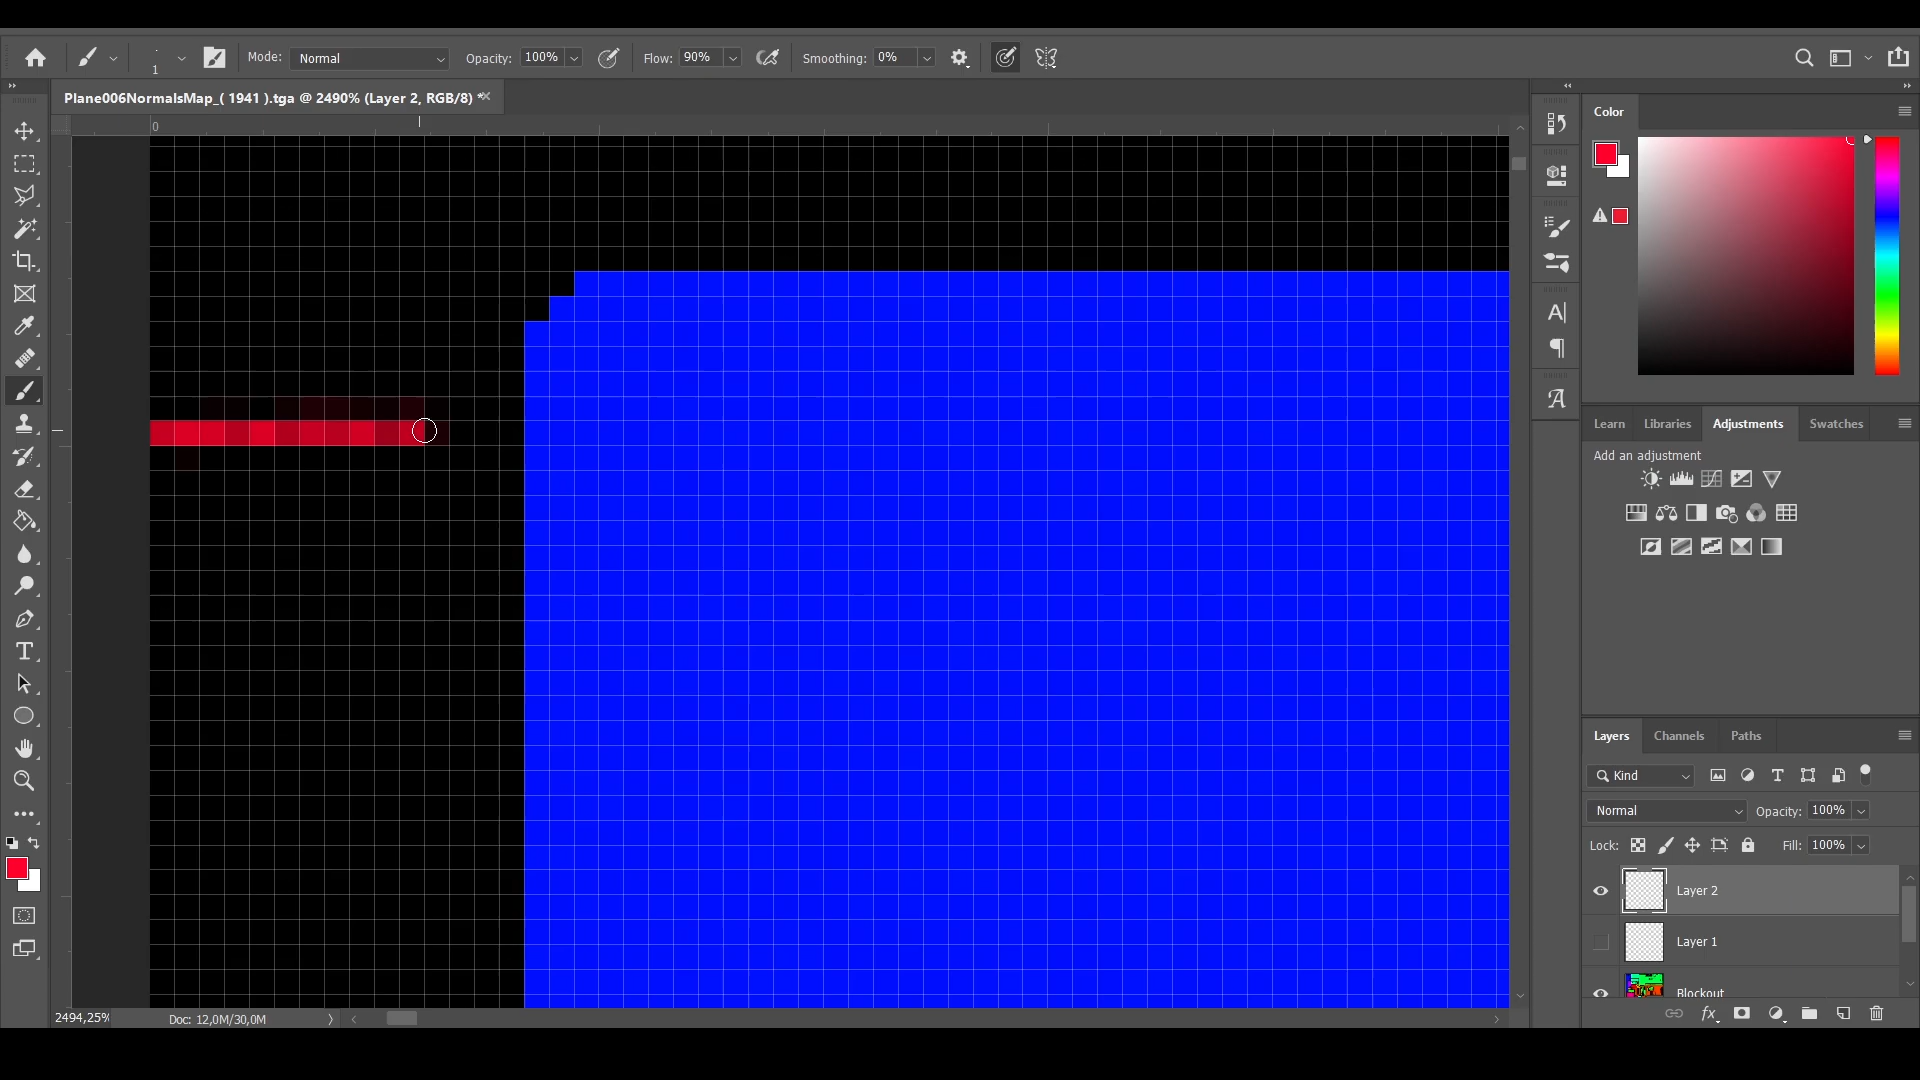 1
Mode: Normal
Opacity: 100%
Flow: 90%
Smoothing: 0%
Plane006NormalsMap_( 1941 ).tga @ 2490% (Layer 2, RGB/8) *
0
Color
Learn
Libraries
Adjustments
Swatches
Add an adjustment
Layers
Channels
Paths
Kind
Normal
Opacity: 100%
Lock:
Fill: 100%
Layer 2
Layer 1
Blockout
fx
2494,25%
Doc: 12,0M/30,0M